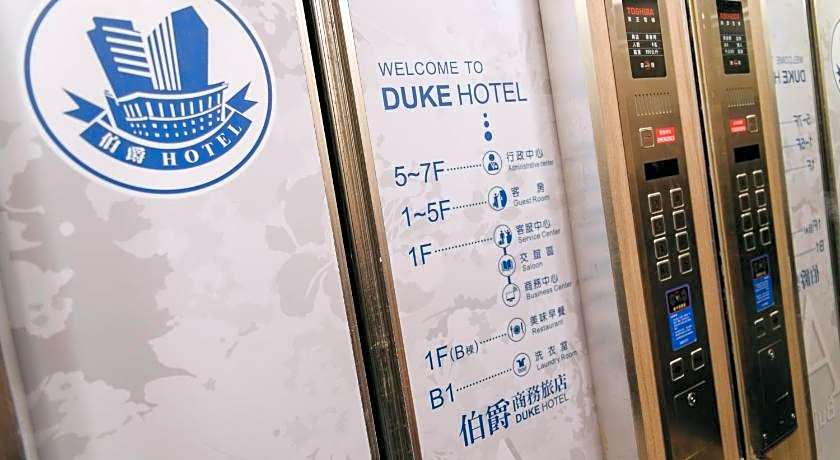 伯爵 HOTEL
WELCOME TO
DUKE HOTEL
5~7F 行政中心
Administrative center
1~5F 客房
Guest Room
1F 客服中心
Service Center
交誼區
Saloon
商務中心
Business Center
1F(B棟) 美味早餐
Restaurant
B1 洗衣室
Laundry Room
伯爵商務旅店
DUKE HOTEL
TOSHIBA